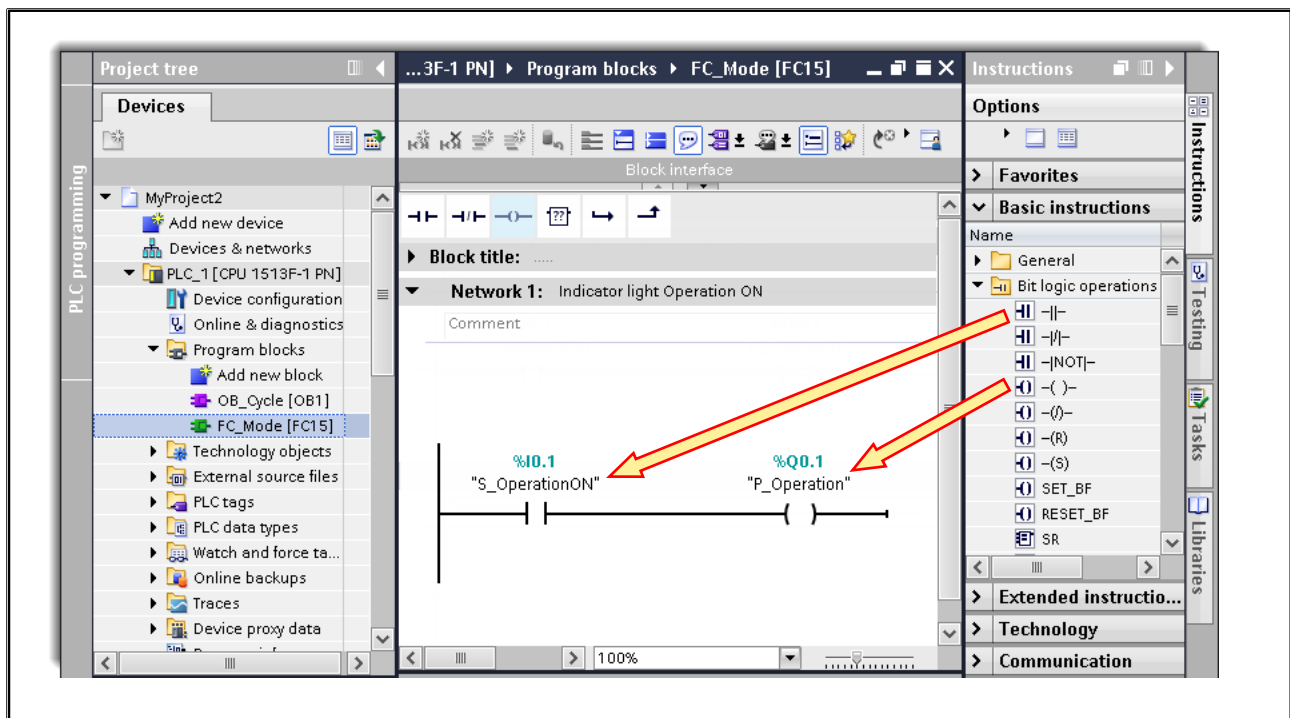 Project tree
Devices
MyProject2
Add new device
Devices & networks
PLC_1 [CPU 1513F-1 PN]
Device configuration
Online & diagnostics
Program blocks
Add new block
OB_Cycle [OB1]
FC_Mode [FC15]
Technology objects
External source files
PLC tags
PLC data types
Watch and force ta...
Online backups
Traces
Device proxy data
PLC programming
...3F-1 PN] Program blocks FC_Mode [FC15]
Block interface
??
Block title: .....
Network 1: Indicator light Operation ON
Comment
%I0.1
"S_OperationON"
%Q0.1
"P_Operation"
100%
Instructions
Options
Favorites
Basic instructions
Name
General
Bit logic operations
-||-
-|/|-
-|NOT|-
-( )-
-(/)-
-(R)
-(S)
SET_BF
RESET_BF
SR
Extended instructio...
Technology
Communication
Instructions
Testing
Tasks
Libraries